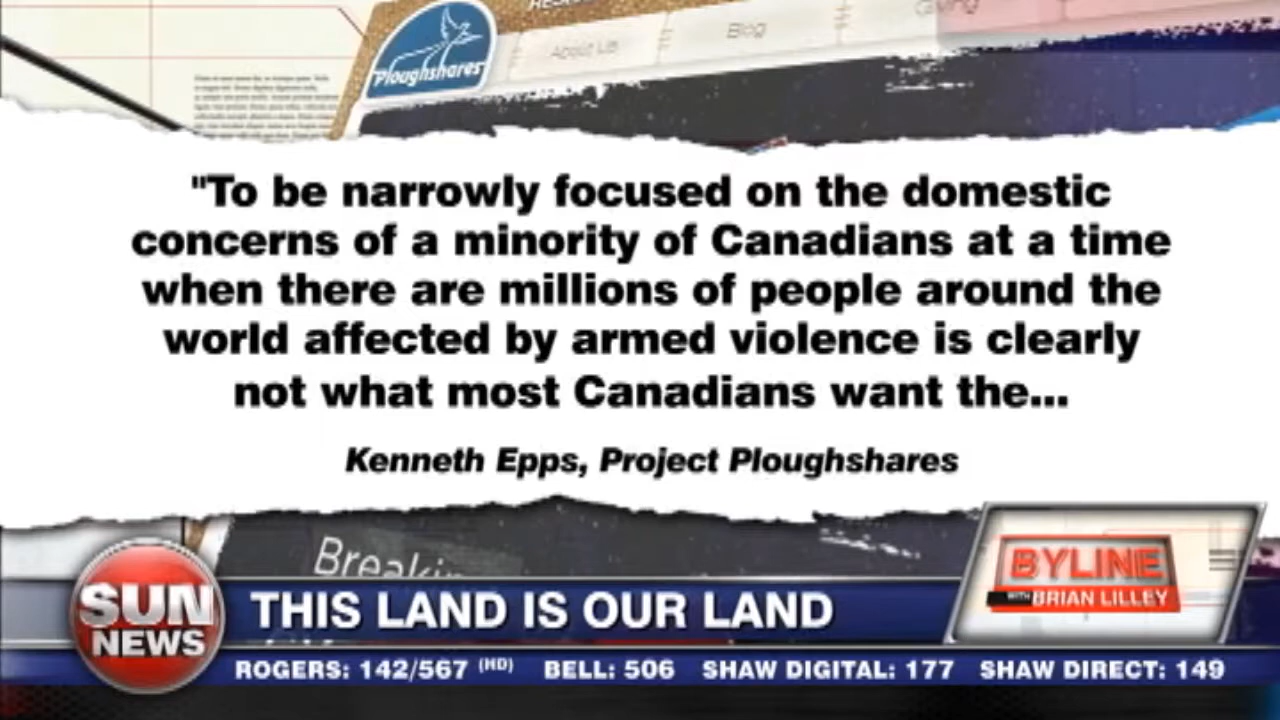 Ploughshares
About Us
Blog
Giving
"To be narrowly focused on the domestic
concerns of a minority of Canadians at a time
when there are millions of people around the
world affected by armed violence is clearly
not what most Canadians want the...
Kenneth Epps, Project Ploughshares
SUN
NEWS
THIS LAND IS OUR LAND
BYLINE
WITH BRIAN LILLEY
ROGERS: 142/567 (HD) BELL: 506 SHAW DIGITAL: 177 SHAW DIRECT: 149